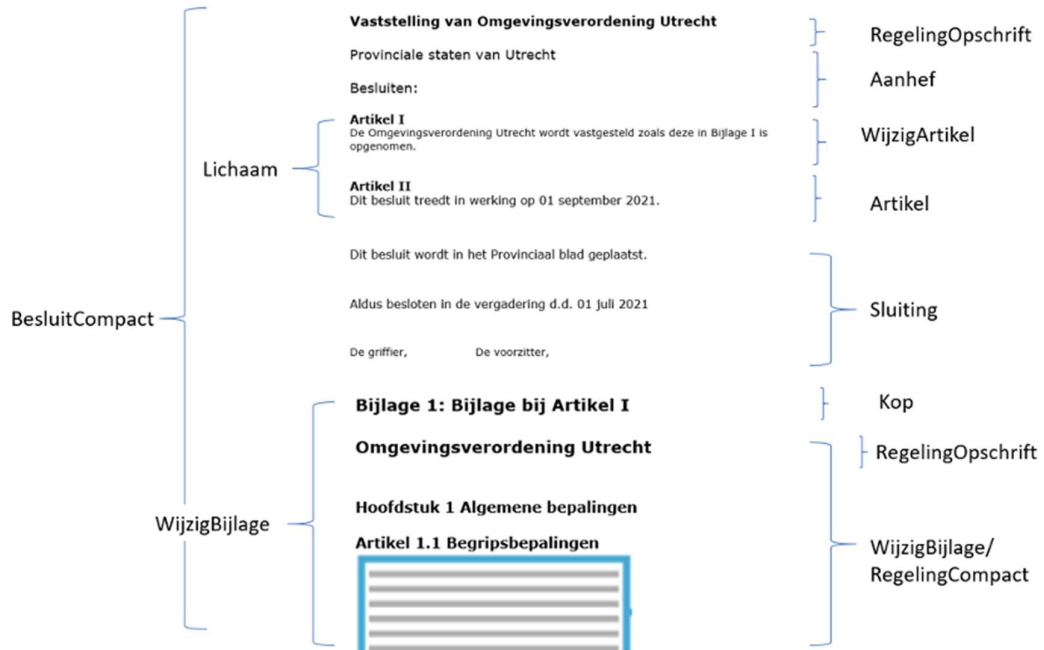 Vaststelling van Omgevingsverordening Utrecht
RegelingOpschrift
Provinciale staten van Utrecht
Aanhef
Besluiten:
Artikel I
De Omgevingsverordening Utrecht wordt vastgesteld zoals deze in Bijlage I is
opgenomen.
WijzigArtikel
Lichaam
Artikel II
Dit besluit treedt in werking op 01 september 2021.
Artikel
Dit besluit wordt in het Provinciaal blad geplaatst.
Aldus besloten in de vergadering d.d. 01 juli 2021
Sluiting
BesluitCompact
De griffier, De voorzitter,
Bijlage 1: Bijlage bij Artikel I
Kop
Omgevingsverordening Utrecht
RegelingOpschrift
Hoofdstuk 1 Algemene bepalingen
WijzigBijlage
Artikel 1.1 Begripsbepalingen
WijzigBijlage/
RegelingCompact